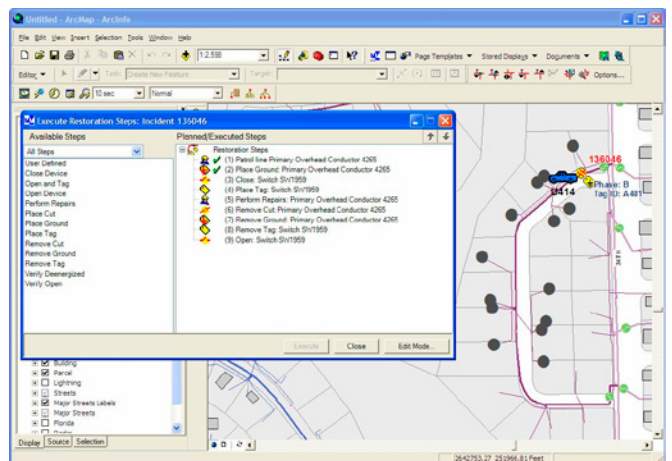 Untitled - ArcMap - ArcInfo
File Edit View Insert Selection Tools Window Help
1:2,598
Page Templates
Stored Displays
Documents
Editor
Task: Create New Feature
Target:
Options...
10 sec
Normal
Execute Restoration Steps: Incident 136046
Available Steps
All Steps
User Defined
Close Device
Open and Tag
Open Device
Perform Repairs
Place Cut
Place Ground
Place Tag
Remove Cut
Remove Ground
Remove Tag
Verify Deenergized
Verify Open
Planned/Executed Steps
Restoration Steps
(1) Patrol line Primary Overhead Conductor 4265
(2) Place Ground: Primary Overhead Conductor 4265
(3) Close: Switch SW1959
(4) Place Tag: Switch SW1959
(5) Perform Repairs: Primary Overhead Conductor 4265
(6) Remove Cut: Primary Overhead Conductor 4265
(7) Remove Ground: Primary Overhead Conductor 4265
(8) Remove Tag: Switch SW1959
(9) Open: Switch SW1959
Execute
Close
Edit Mode...
136046
Phase: B
Tag ID: A481
Building
Parcel
Lightning
Streets
Major Streets Labels
Major Streets
Florida
Display Source Selection
2642753.27 251966.81 Feet